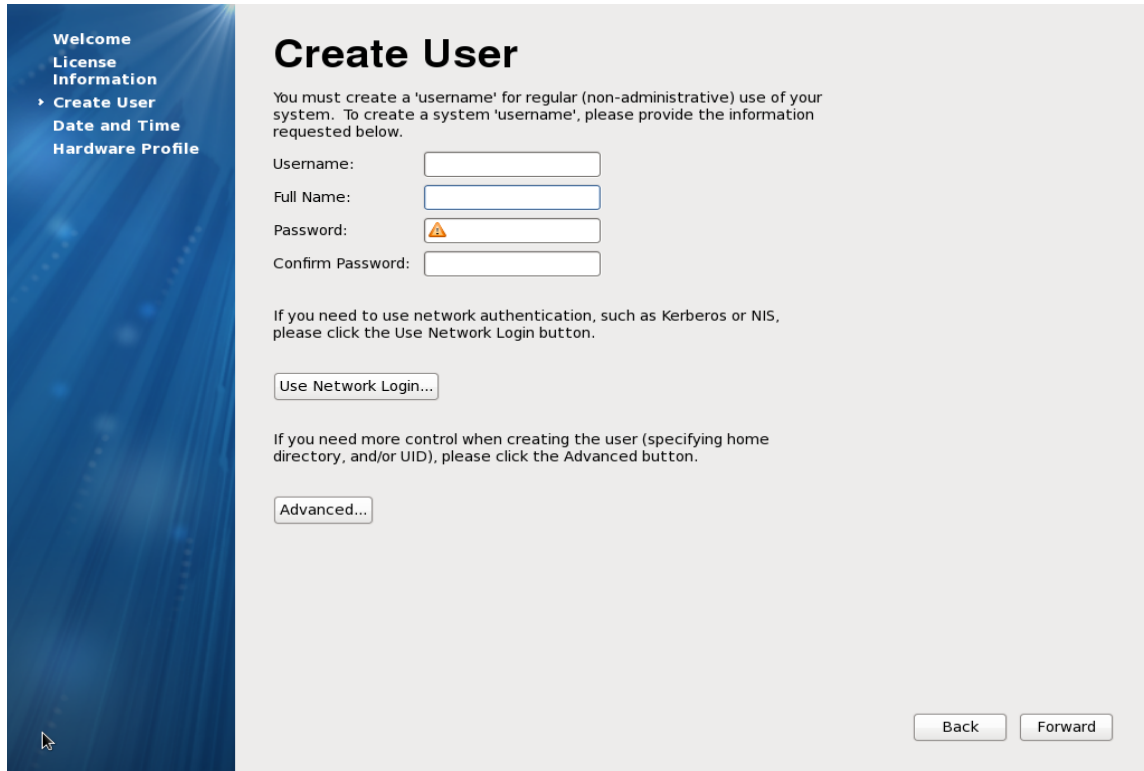 Welcome
License
Information
Create User
Date and Time
Hardware Profile
Create User
You must create a 'username' for regular (non-administrative) use of your
system.  To create a system 'username', please provide the information
requested below.
Username:
Full Name:
Password:
Confirm Password:
If you need to use network authentication, such as Kerberos or NIS,
please click the Use Network Login button.
Use Network Login...
If you need more control when creating the user (specifying home
directory, and/or UID), please click the Advanced button.
Advanced...
Back
Forward